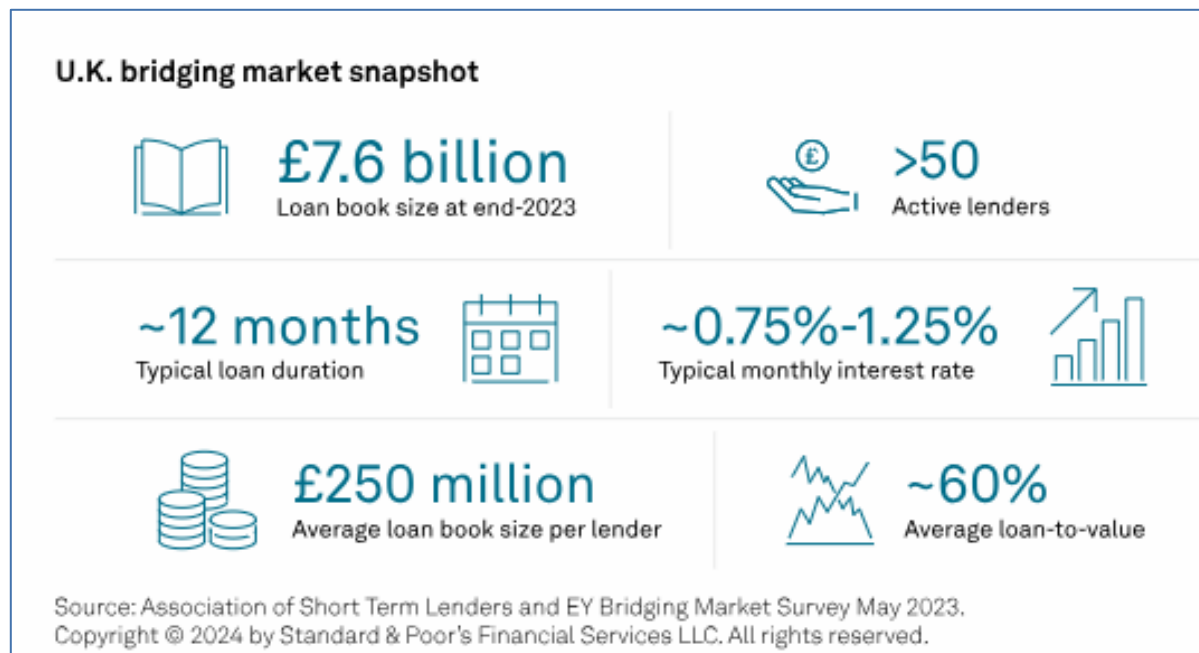 U.K. bridging market snapshot
£7.6 billion
Loan book size at end-2023
£
>50
Active lenders
~12 months
Typical loan duration
~0.75%-1.25%
Typical monthly interest rate
£250 million
Average loan book size per lender
~60%
Average loan-to-value
Source: Association of Short Term Lenders and EY Bridging Market Survey May 2023.
Copyright © 2024 by Standard & Poor's Financial Services LLC. All rights reserved.